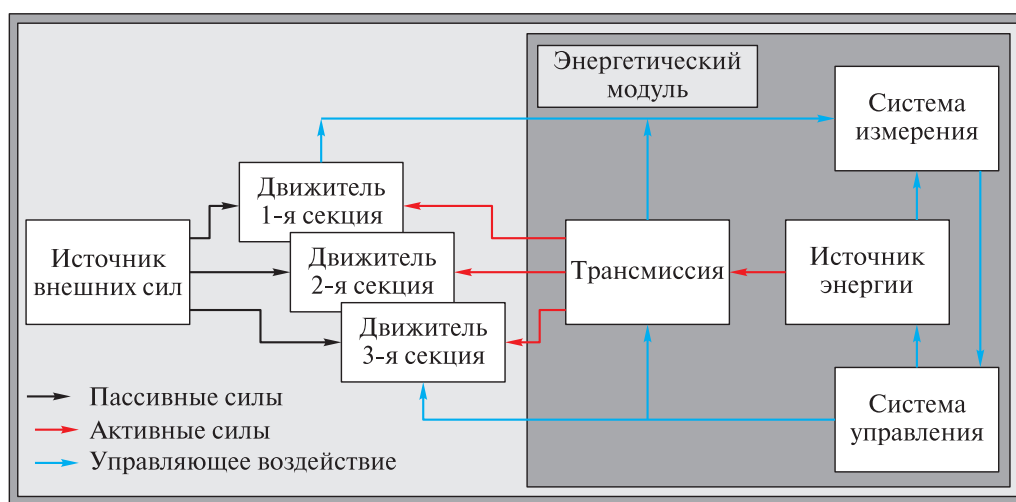 Энергетический
модуль
Система
измерения
Движитель
1-я секция
Источник
внешних сил
Движитель
2-я секция
Трансмиссия
Источник
энергии
Движитель
3-я секция
Пассивные силы
Активные силы
Управляющее воздействие
Система
управления